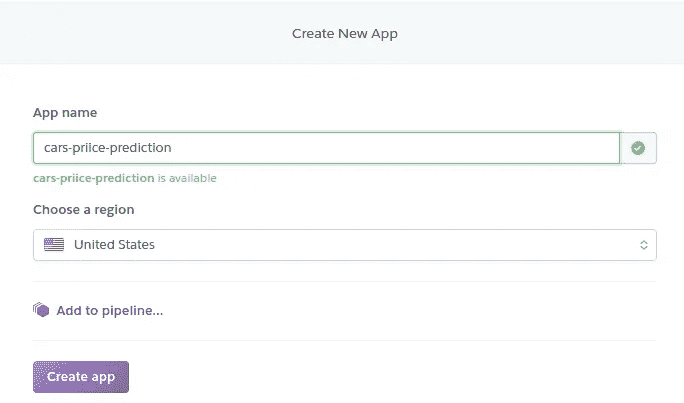 Create New App
App name
cars-priice-prediction
cars-priice-prediction is available
Choose a region
United States
Add to pipeline...
Create app